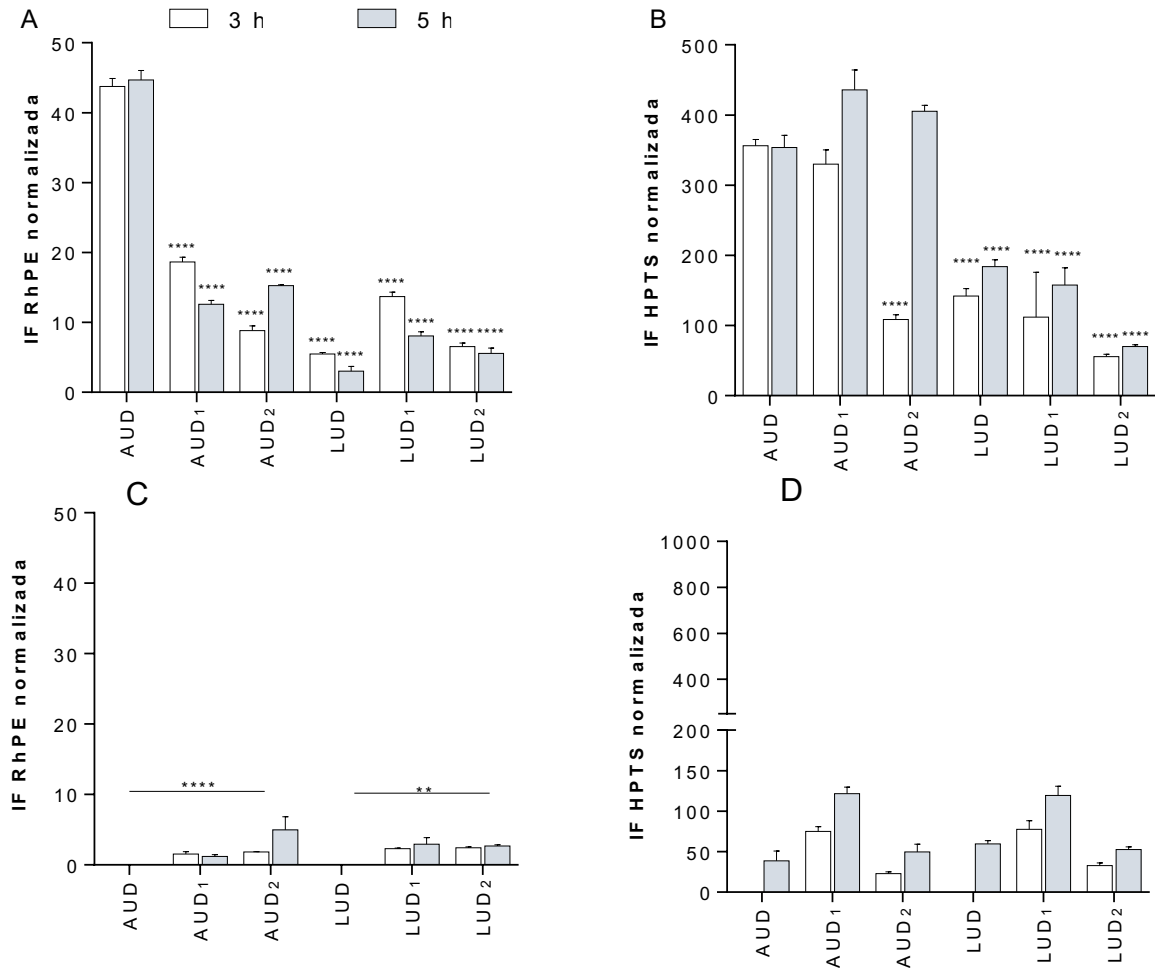 A
3 h
5 h
IF RhPE normalizada
50
40
30
20
10
0
****
****
****
****
****
****
****
****
****
****
AUD
AUD1
AUD2
LUD
LUD1
LUD2
B
IF HPTS normalizada
500
400
300
200
100
0
****
****
****
****
****
****
****
AUD
AUD1
AUD2
LUD
LUD1
LUD2
C
IF RhPE normalizada
50
40
30
20
10
0
****
**
AUD
AUD1
AUD2
LUD
LUD1
LUD2
D
IF HPTS normalizada
1000
800
600
400
200
150
100
50
0
AUD
AUD1
AUD2
LUD
LUD1
LUD2